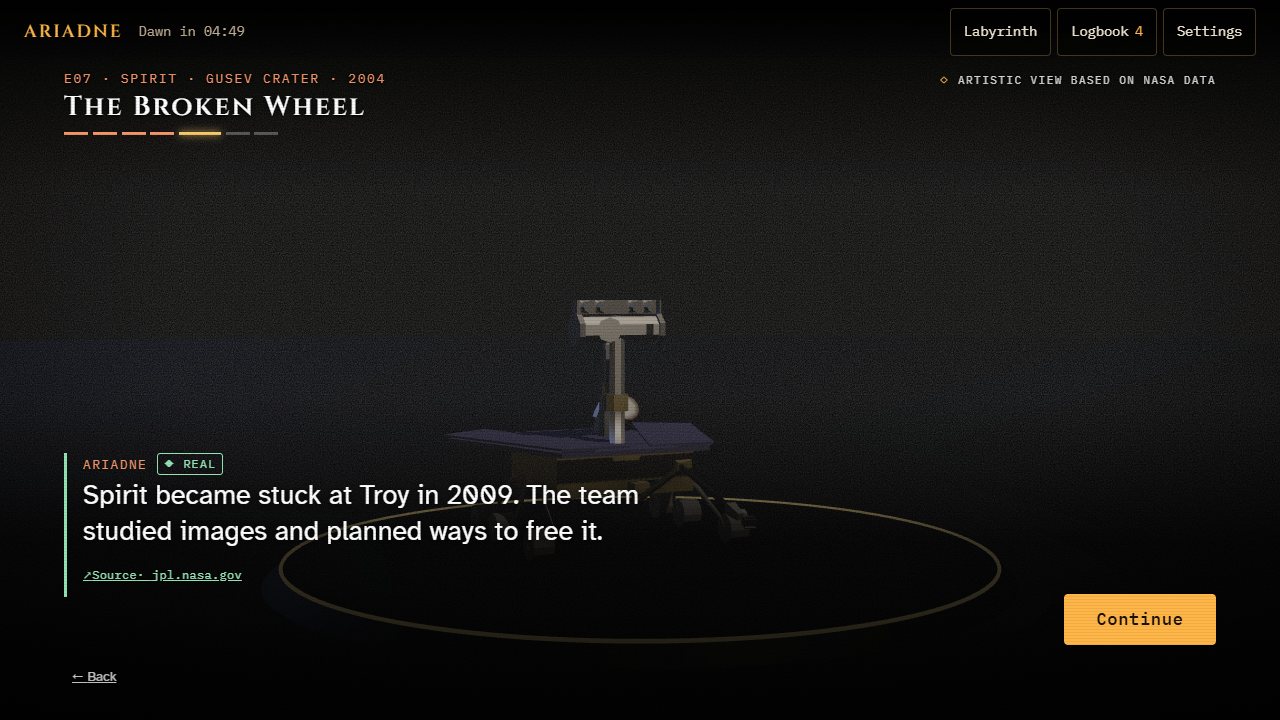 ARIADNE Dawn in 04:49
Labyrinth Logbook 4 Settings
E07 · SPIRIT · GUSEV CRATER · 2004
The Broken Wheel
◇ ARTISTIC VIEW BASED ON NASA DATA
ARIADNE ◆ REAL
Spirit became stuck at Troy in 2009. The team
studied images and planned ways to free it.
↗Source· jpl.nasa.gov
Continue
← Back